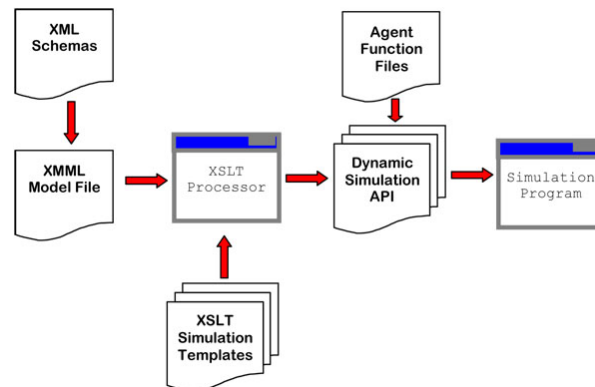 XML
Schemas
Agent
Function
Files
XMML
Model File
XSLT
Processor
Dynamic
Simulation
API
Simulation
Program
XSLT
Simulation
Templates